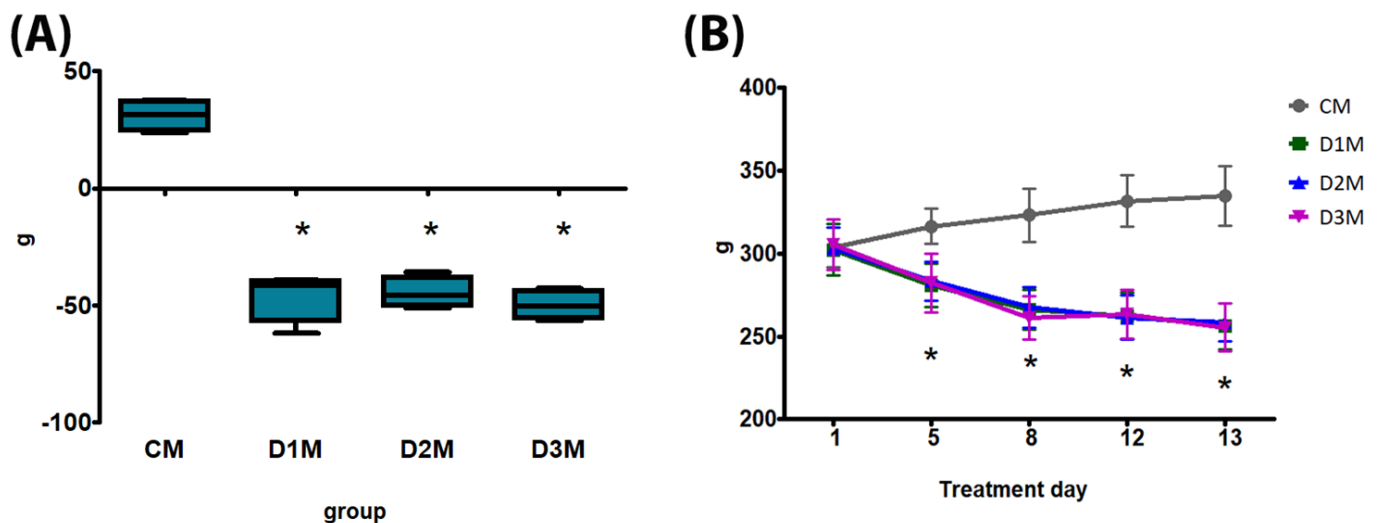 (A)
50
0
-50
-100
g
* * *
CM D1M D2M D3M
group
(B)
400
350
300
250
200
g
* * * *
1 5 8 12 13
Treatment day
CM
D1M
D2M
D3M